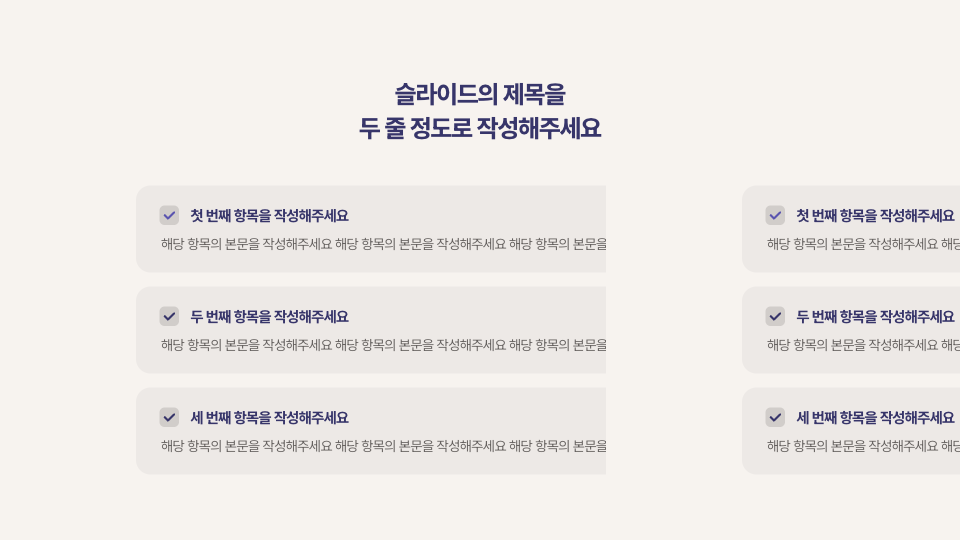 슬라이드의 제목을
두 줄 정도로 작성해주세요
첫 번째 항목을 작성해주세요
해당 항목의 본문을 작성해주세요 해당 항목의 본문을 작성해주세요 해당 항목의 본문을
두 번째 항목을 작성해주세요
해당 항목의 본문을 작성해주세요 해당 항목의 본문을 작성해주세요 해당 항목의 본문을
세 번째 항목을 작성해주세요
해당 항목의 본문을 작성해주세요 해당 항목의 본문을 작성해주세요 해당 항목의 본문을
첫 번째 항목을 작성해주세요
해당 항목의 본문을 작성해주세요
두 번째 항목을 작성해주세요
해당 항목의 본문을 작성해주세요
세 번째 항목을 작성해주세요
해당 항목의 본문을 작성해주세요